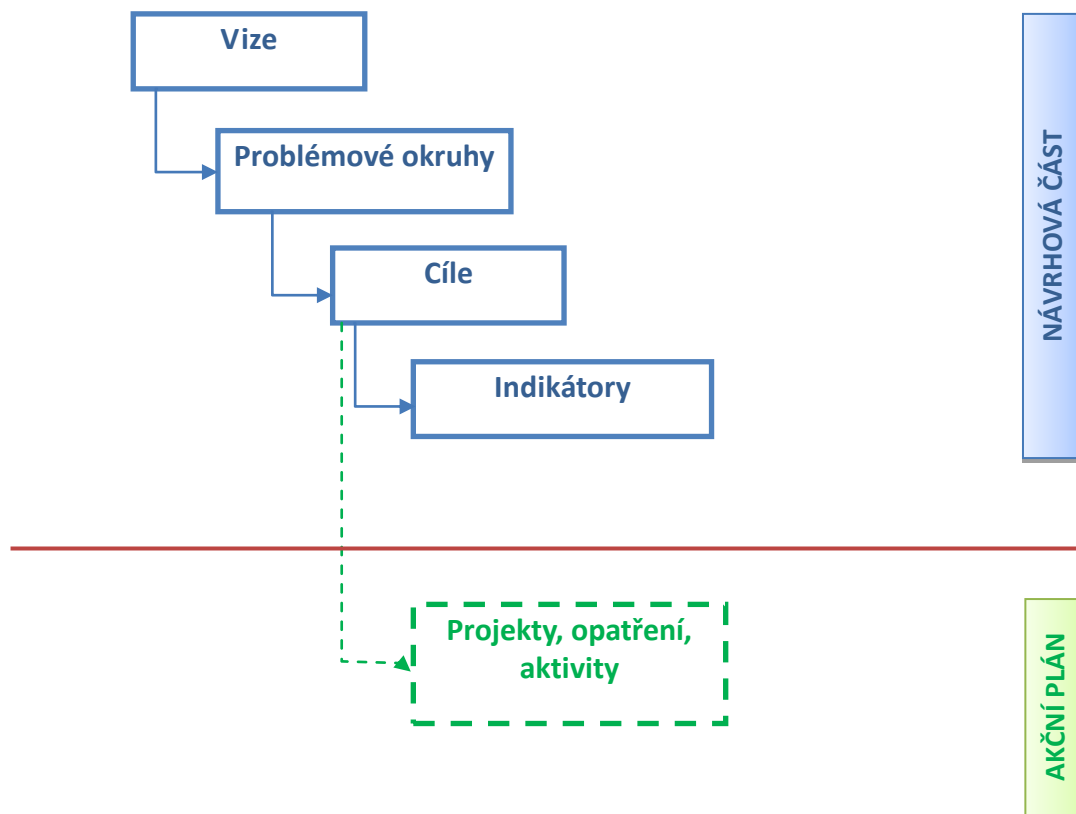 Vize
Problémové okruhy
Cíle
Indikátory
NÁVRHOVÁ ČÁST
Projekty, opatření,
aktivity
AKČNÍ PLÁN